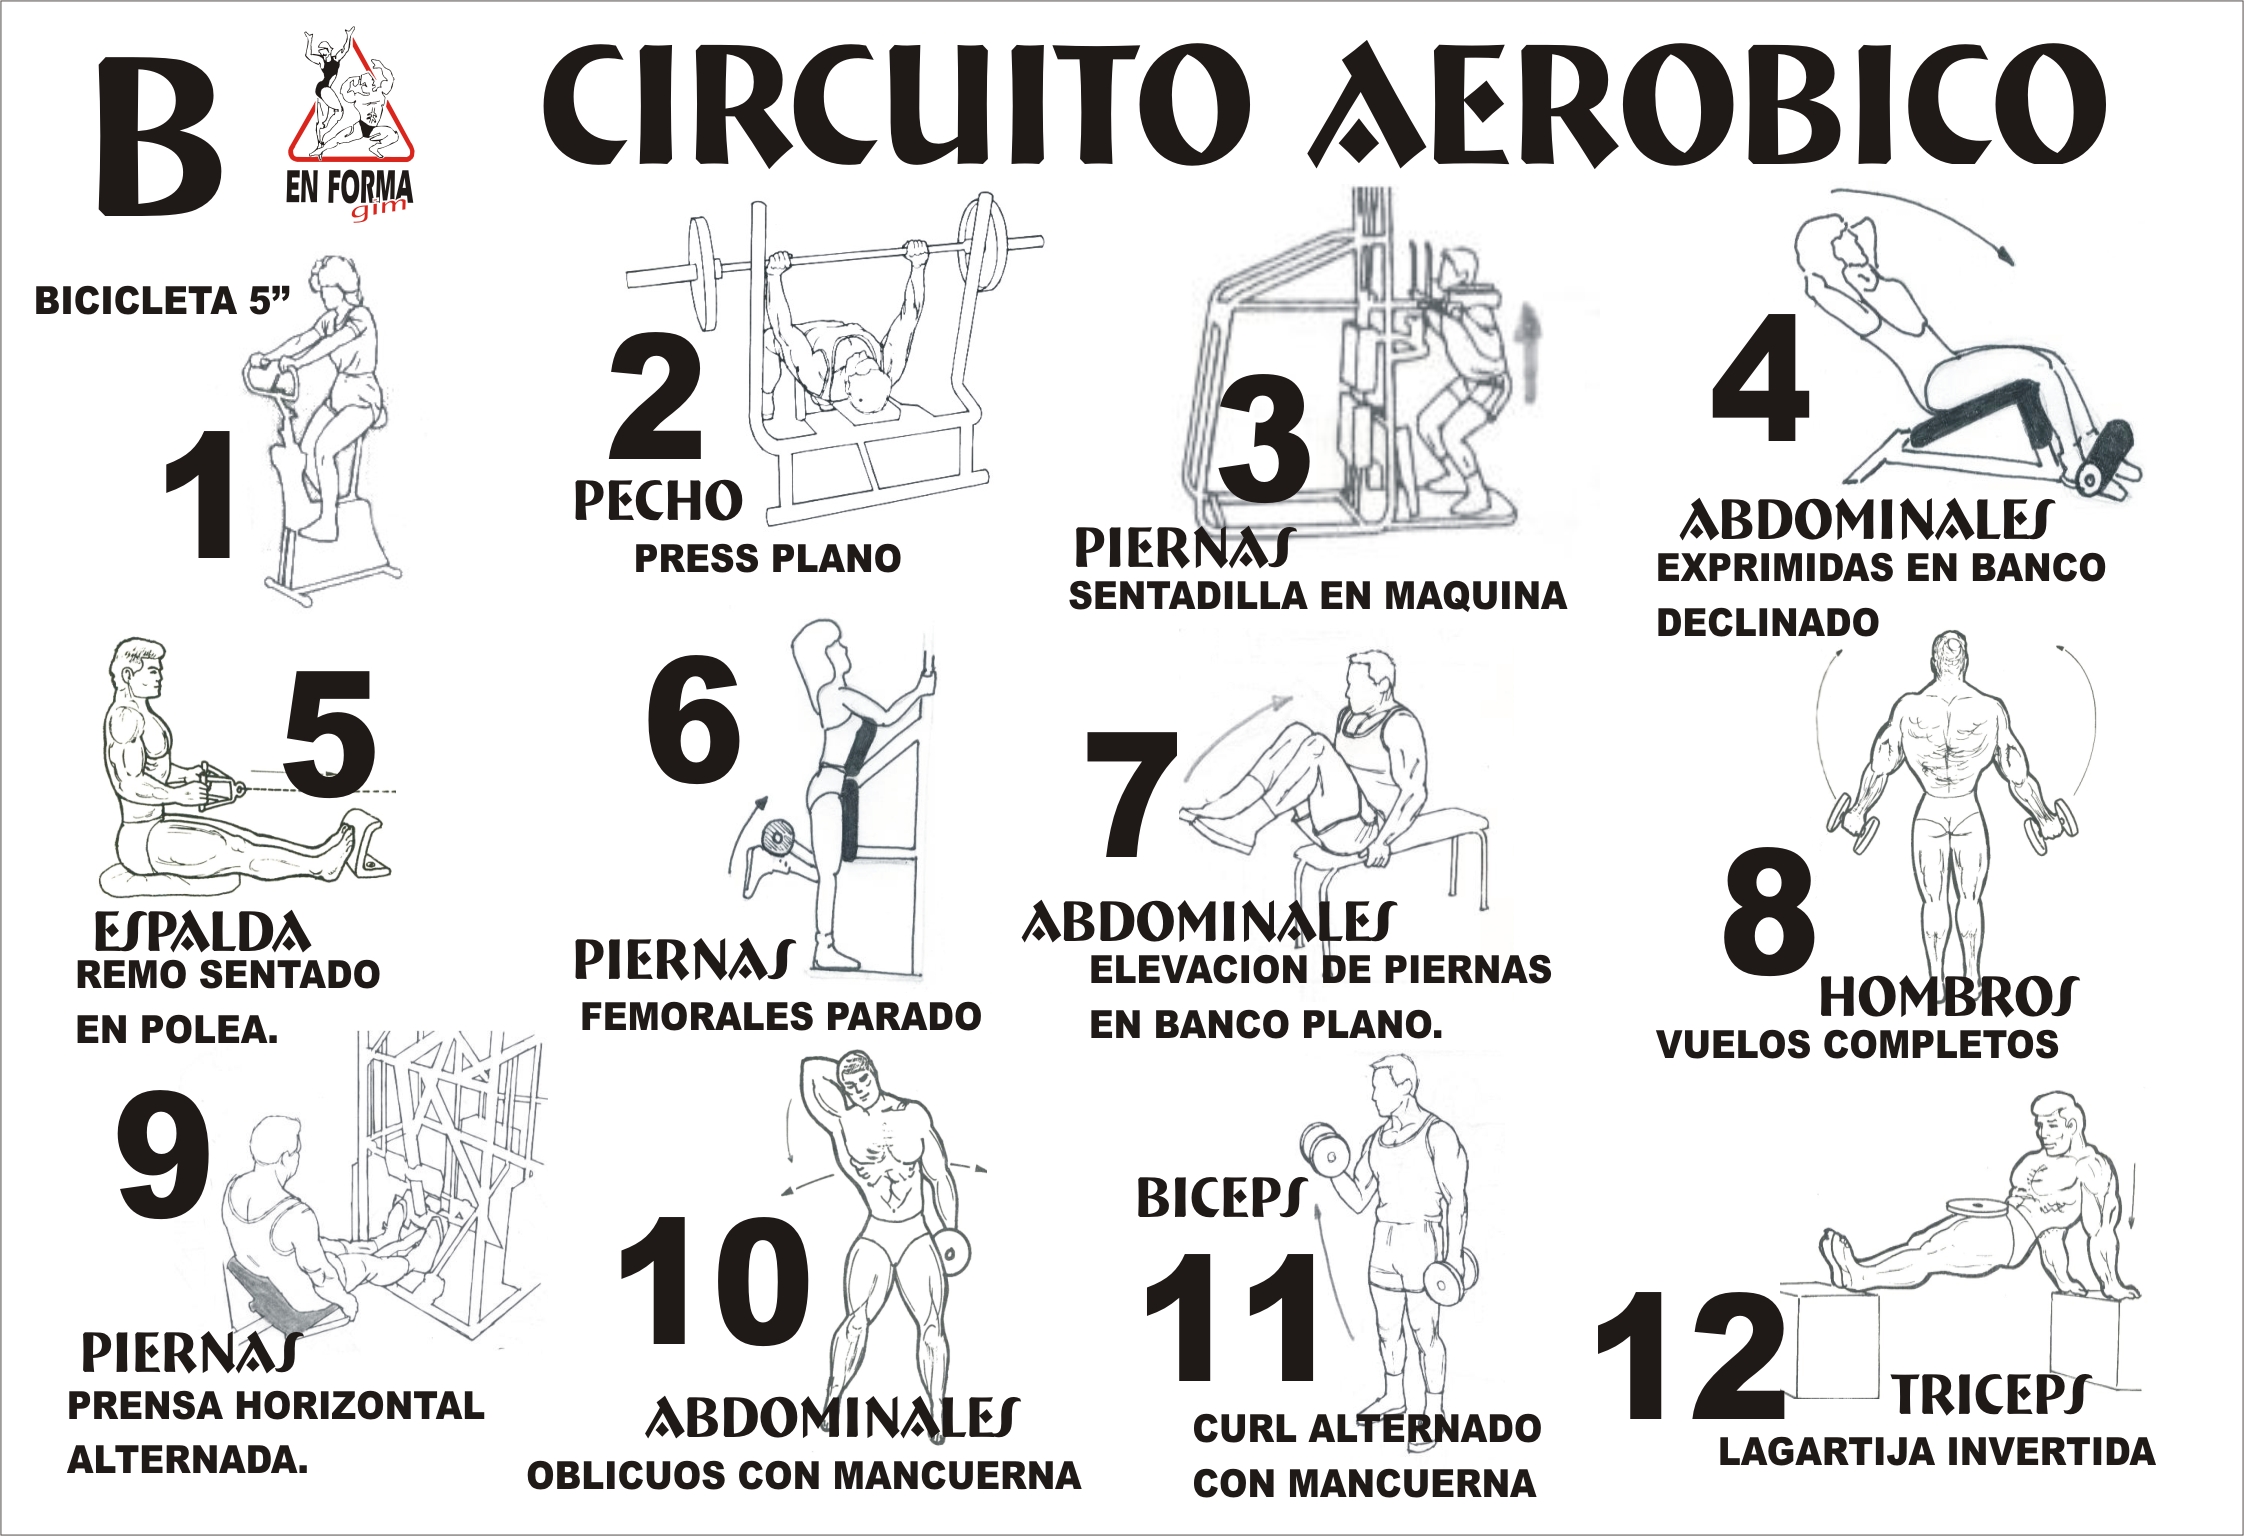 B
EN FORMA
gim
CIRCUITO AEROBICO
BICICLETA 5”
1
2
PECHO
PRESS PLANO
3
PIERNAS
SENTADILLA EN MAQUINA
4
ABDOMINALES
EXPRIMIDAS EN BANCO
DECLINADO
5
ESPALDA
REMO SENTADO
EN POLEA.
6
PIERNAS
FEMORALES PARADO
7
ABDOMINALES
ELEVACION DE PIERNAS
EN BANCO PLANO.
8
HOMBROS
VUELOS COMPLETOS
9
PIERNAS
PRENSA HORIZONTAL
ALTERNADA.
10
ABDOMINALES
OBLICUOS CON MANCUERNA
BICEPS
11
CURL ALTERNADO
CON MANCUERNA
12
TRICEPS
LAGARTIJA INVERTIDA